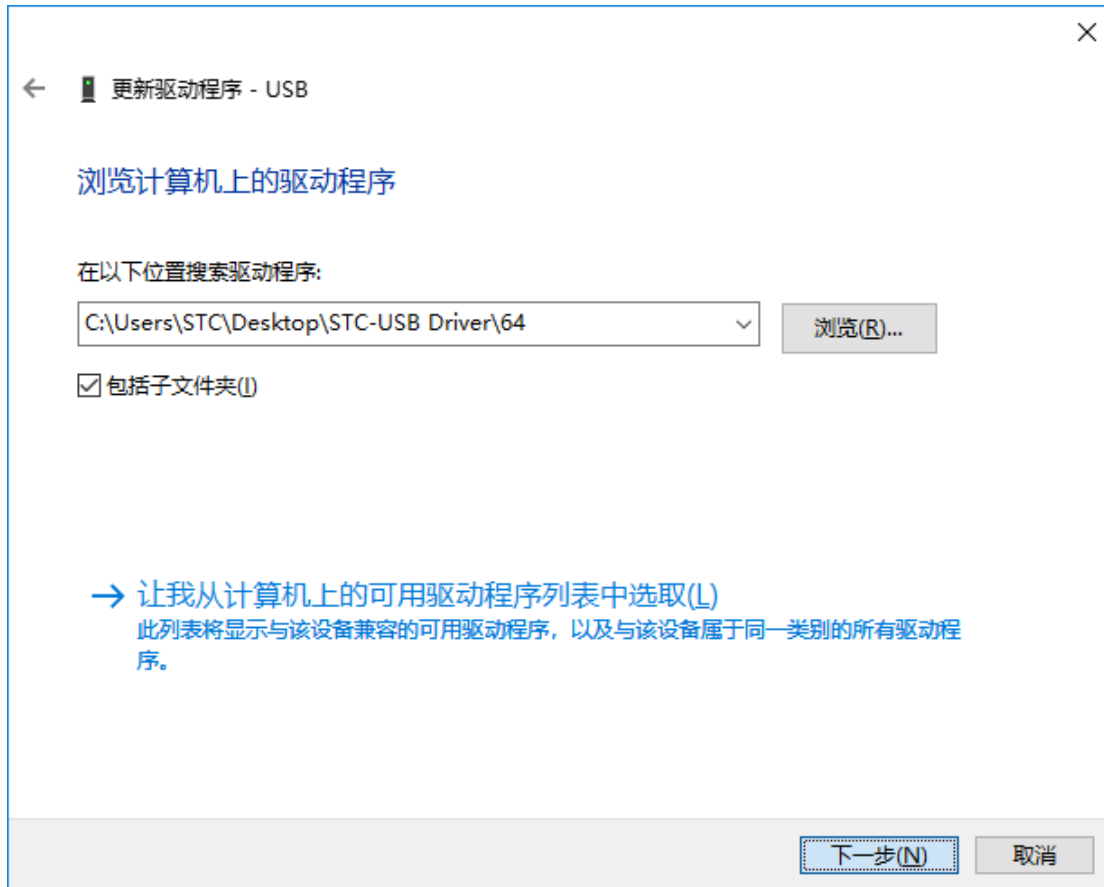 更新驱动程序 - USB
浏览计算机上的驱动程序
在以下位置搜索驱动程序:
C:\Users\STC\Desktop\STC-USB Driver\64
浏览(R)...
包括子文件夹(I)
让我从计算机上的可用驱动程序列表中选取(L)
此列表将显示与该设备兼容的可用驱动程序，以及与该设备属于同一类别的所有驱动程
序。
下一步(N)
取消